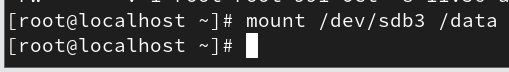 [root@localhost ~]# mount /dev/sdb3 /data
[root@localhost ~]#